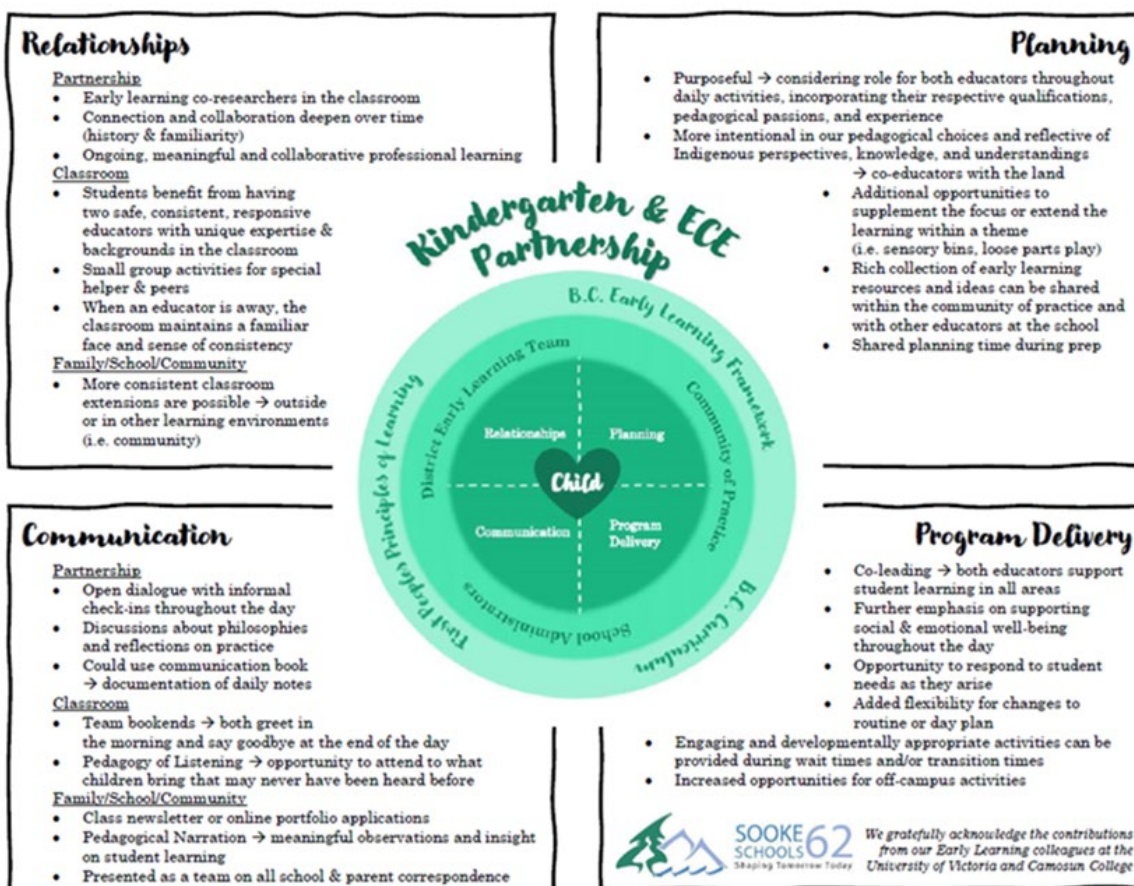 Relationships
Partnership
• Early learning co-researchers in the classroom
• Connection and collaboration deepen over time
(history & familiarity)
• Ongoing, meaningful and collaborative professional learning
Classroom
• Students benefit from having
two safe, consistent, responsive
educators with unique expertise &
backgrounds in the classroom
• Small group activities for special
helper & peers
• When an educator is away, the
classroom maintains a familiar
face and sense of consistency
Family/School/Community
• More consistent classroom
extensions are possible → outside
or in other learning environments
(i.e. community)
Planning
• Purposeful → considering role for both educators throughout
daily activities, incorporating their respective qualifications,
pedagogical passions, and experience
• More intentional in our pedagogical choices and reflective of
Indigenous perspectives, knowledge, and understandings
→ co-educators with the land
• Additional opportunities to
supplement the focus or extend the
learning within a theme
(i.e. sensory bins, loose parts play)
• Rich collection of early learning
resources and ideas can be shared
within the community of practice and
with other educators at the school
• Shared planning time during prep
Kindergarten & ECE
Partnership
B.C. Early Learning Framework
B.C. Curriculum
First Peoples Principles of Learning
District Early Learning Team
Community of Practice
School Administrators
Relationships
Planning
Child
Communication
Program
Delivery
Communication
Partnership
• Open dialogue with informal
check-ins throughout the day
• Discussions about philosophies
and reflections on practice
• Could use communication book
→ documentation of daily notes
Classroom
• Team bookends → both greet in
the morning and say goodbye at the end of the day
• Pedagogy of Listening → opportunity to attend to what
children bring that may never have been heard before
Family/School/Community
• Class newsletter or online portfolio applications
• Pedagogical Narration → meaningful observations and insight
on student learning
• Presented as a team on all school & parent correspondence
Program Delivery
• Co-leading → both educators support
student learning in all areas
• Further emphasis on supporting
social & emotional well-being
throughout the day
• Opportunity to respond to student
needs as they arise
• Added flexibility for changes to
routine or day plan
• Engaging and developmentally appropriate activities can be
provided during wait times and/or transition times
• Increased opportunities for off-campus activities
SOOKE
SCHOOLS 62
Shaping Tomorrow Today
We gratefully acknowledge the contributions
from our Early Learning colleagues at the
University of Victoria and Camosun College